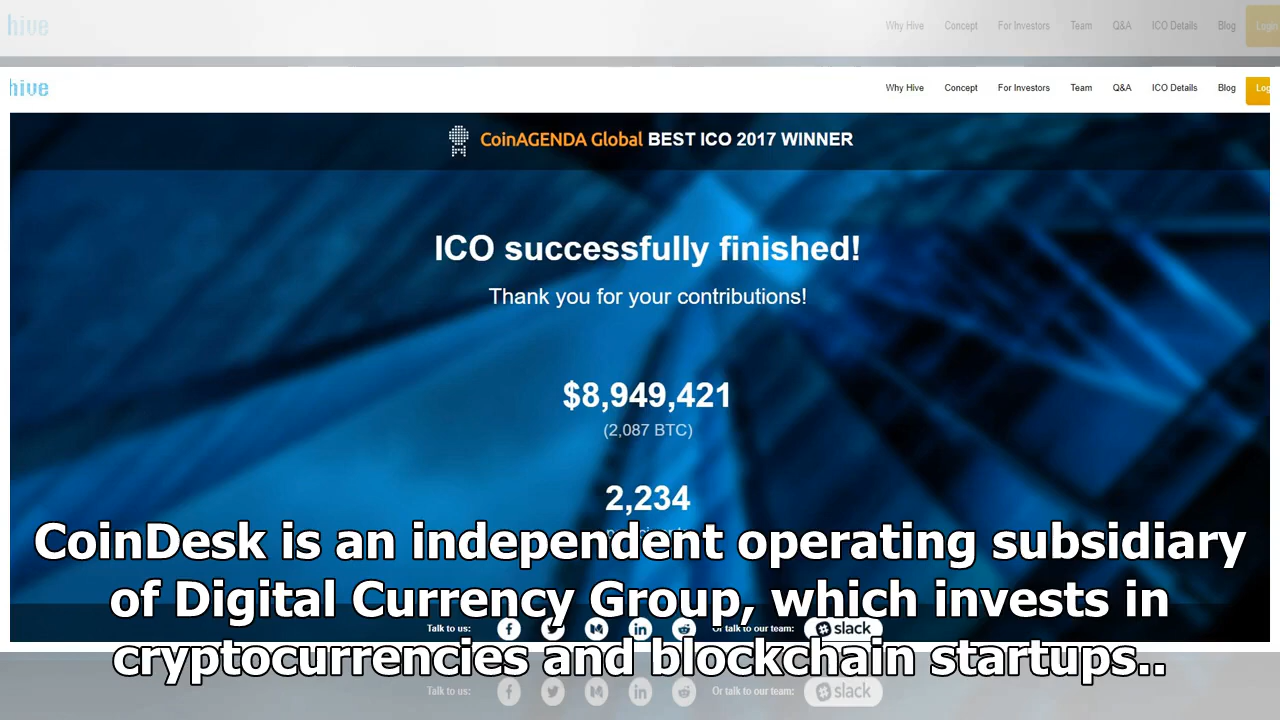 hive Why Hive Concept For Investors Team Q&A ICO Details Blog Login
hive Why Hive Concept For Investors Team Q&A ICO Details Blog Log
CoinAGENDA Global BEST ICO 2017 WINNER
ICO successfully finished!
Thank you for your contributions!
$8,949,421
(2,087 BTC)
2,234
CoinDesk is an independent operating subsidiary
of Digital Currency Group, which invests in
Talk to us: Or talk to our team: slack
cryptocurrencies and blockchain startups..
Talk to us: Or talk to our team: slack